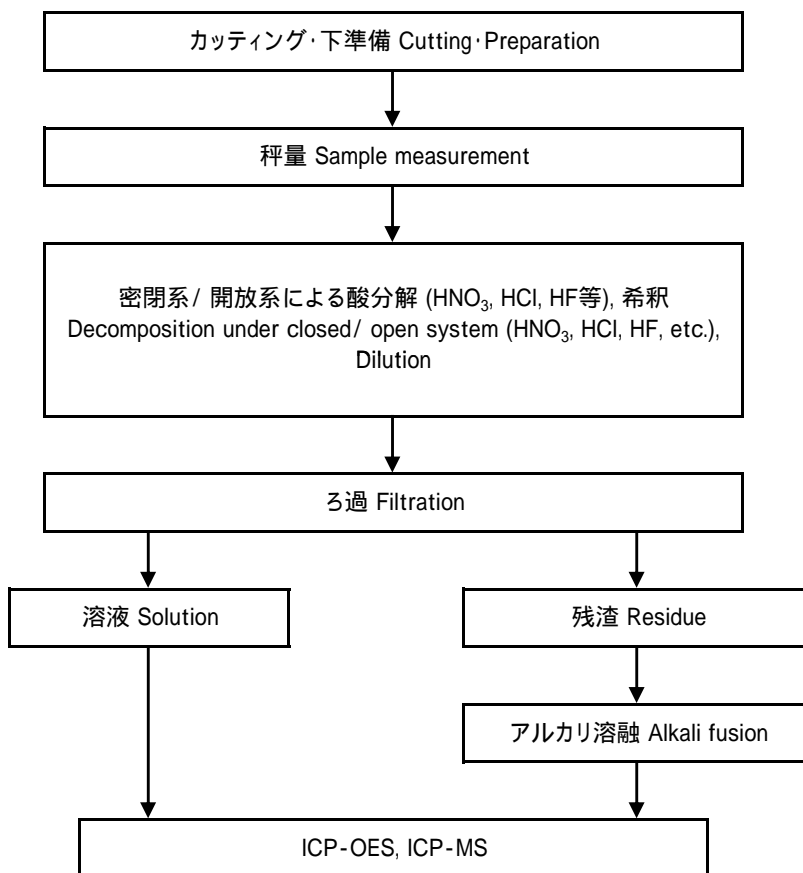 カッティング・下準備 Cutting・Preparation
秤量 Sample measurement
密閉系/ 開放系による酸分解 (HNO₃, HCl, HF等), 希釈
Decomposition under closed/ open system (HNO₃, HCl, HF, etc.),
Dilution
ろ過 Filtration
溶液 Solution
残渣 Residue
アルカリ溶融 Alkali fusion
ICP-OES, ICP-MS